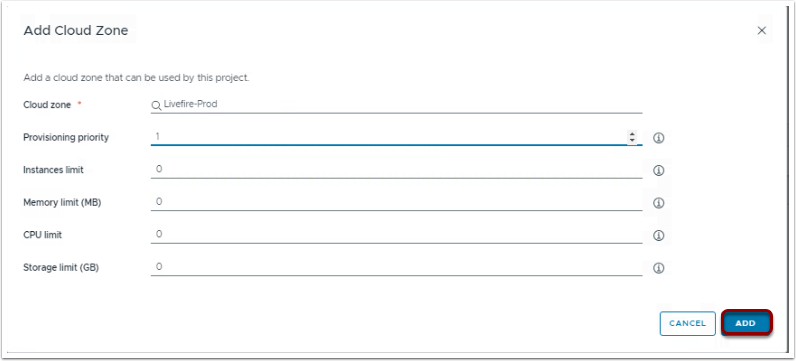 Add Cloud Zone
Add a cloud zone that can be used by this project.
Cloud zone * Livefire-Prod
Provisioning priority 1
Instances limit 0
Memory limit (MB) 0
CPU limit 0
Storage limit (GB) 0
CANCEL ADD